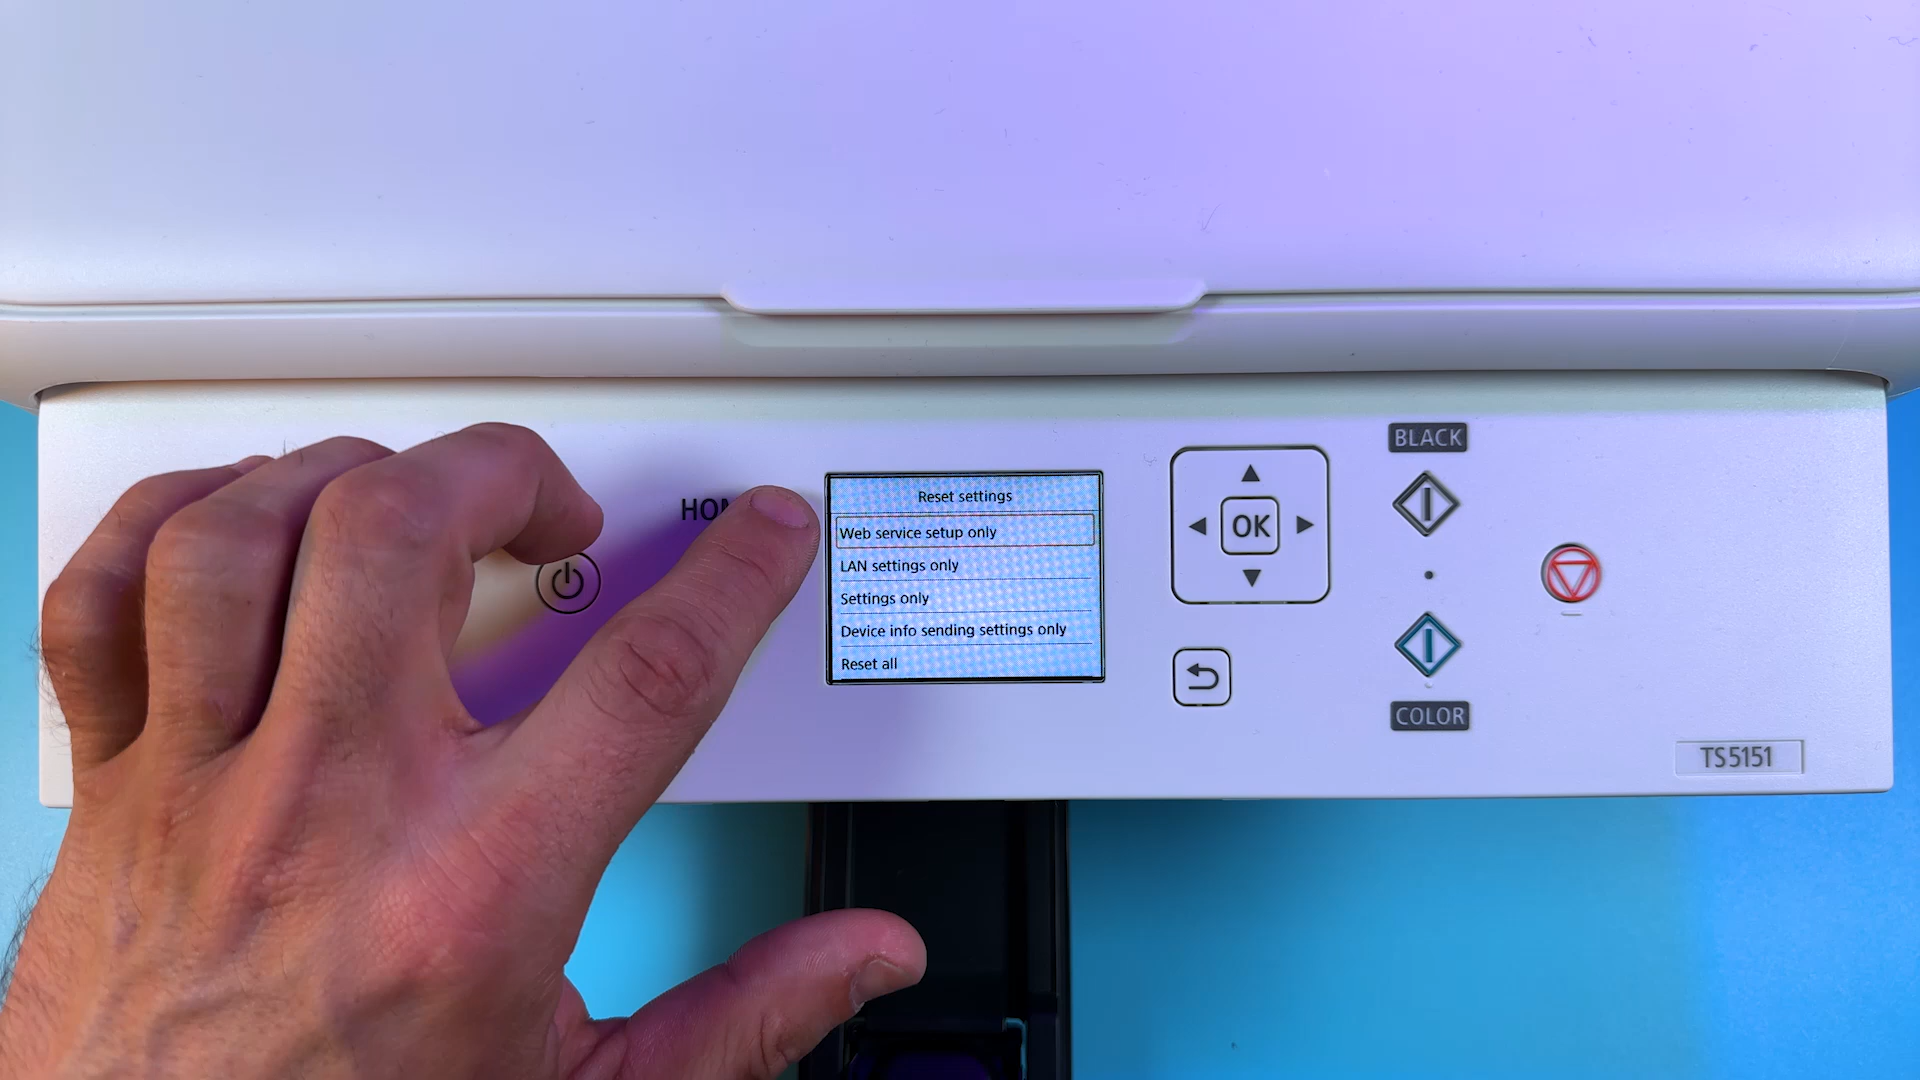 BLACK
Reset settings
Web service setup only
LAN settings only
Settings only
Device info sending settings only
Reset all
OK
COLOR
TS5151